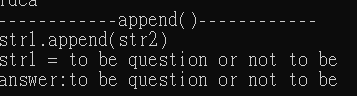 ------------append()------------
str1.append(str2)
str1 = to be question or not to be
answer:to be question or not to be